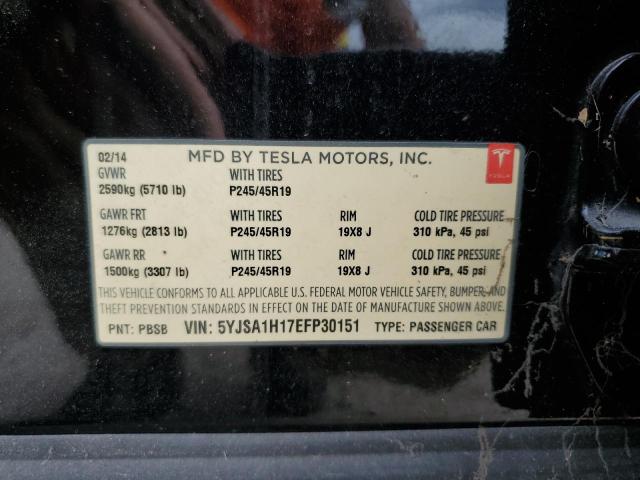 02/14 MFD BY TESLA MOTORS, INC.
GVWR WITH TIRES
2590kg (5710 lb) P245/45R19
TESLA
GAWR FRT WITH TIRES RIM COLD TIRE PRESSURE
1276kg (2813 lb) P245/45R19 19X8 J 310 kPa, 45 psi
GAWR RR WITH TIRES RIM COLD TIRE PRESSURE
1500kg (3307 lb) P245/45R19 19X8 J 310 kPa, 45 psi
THIS VEHICLE CONFORMS TO ALL APPLICABLE U.S. FEDERAL MOTOR VEHICLE SAFETY, BUMPER, AND
THEFT PREVENTION STANDARDS IN EFFECT ON THE DATE OF MANUFACTURE SHOWN ABOVE.
PNT: PBSB VIN: 5YJSA1H17EFP30151 TYPE: PASSENGER CAR